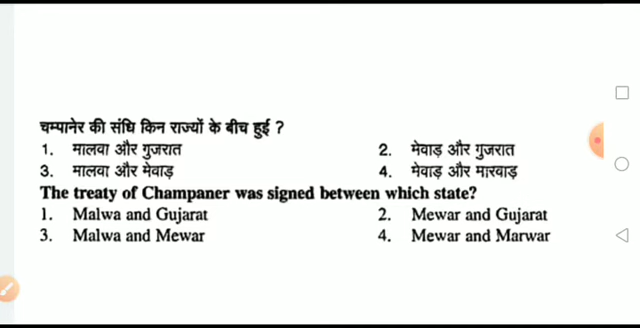 चम्पानेर की संधि किन राज्यों के बीच हुई ?
1. मालवा और गुजरात 2. मेवाड़ और गुजरात
3. मालवा और मेवाड़ 4. मेवाड़ और मारवाड़
The treaty of Champaner was signed between which state?
1. Malwa and Gujarat 2. Mewar and Gujarat
3. Malwa and Mewar 4. Mewar and Marwar